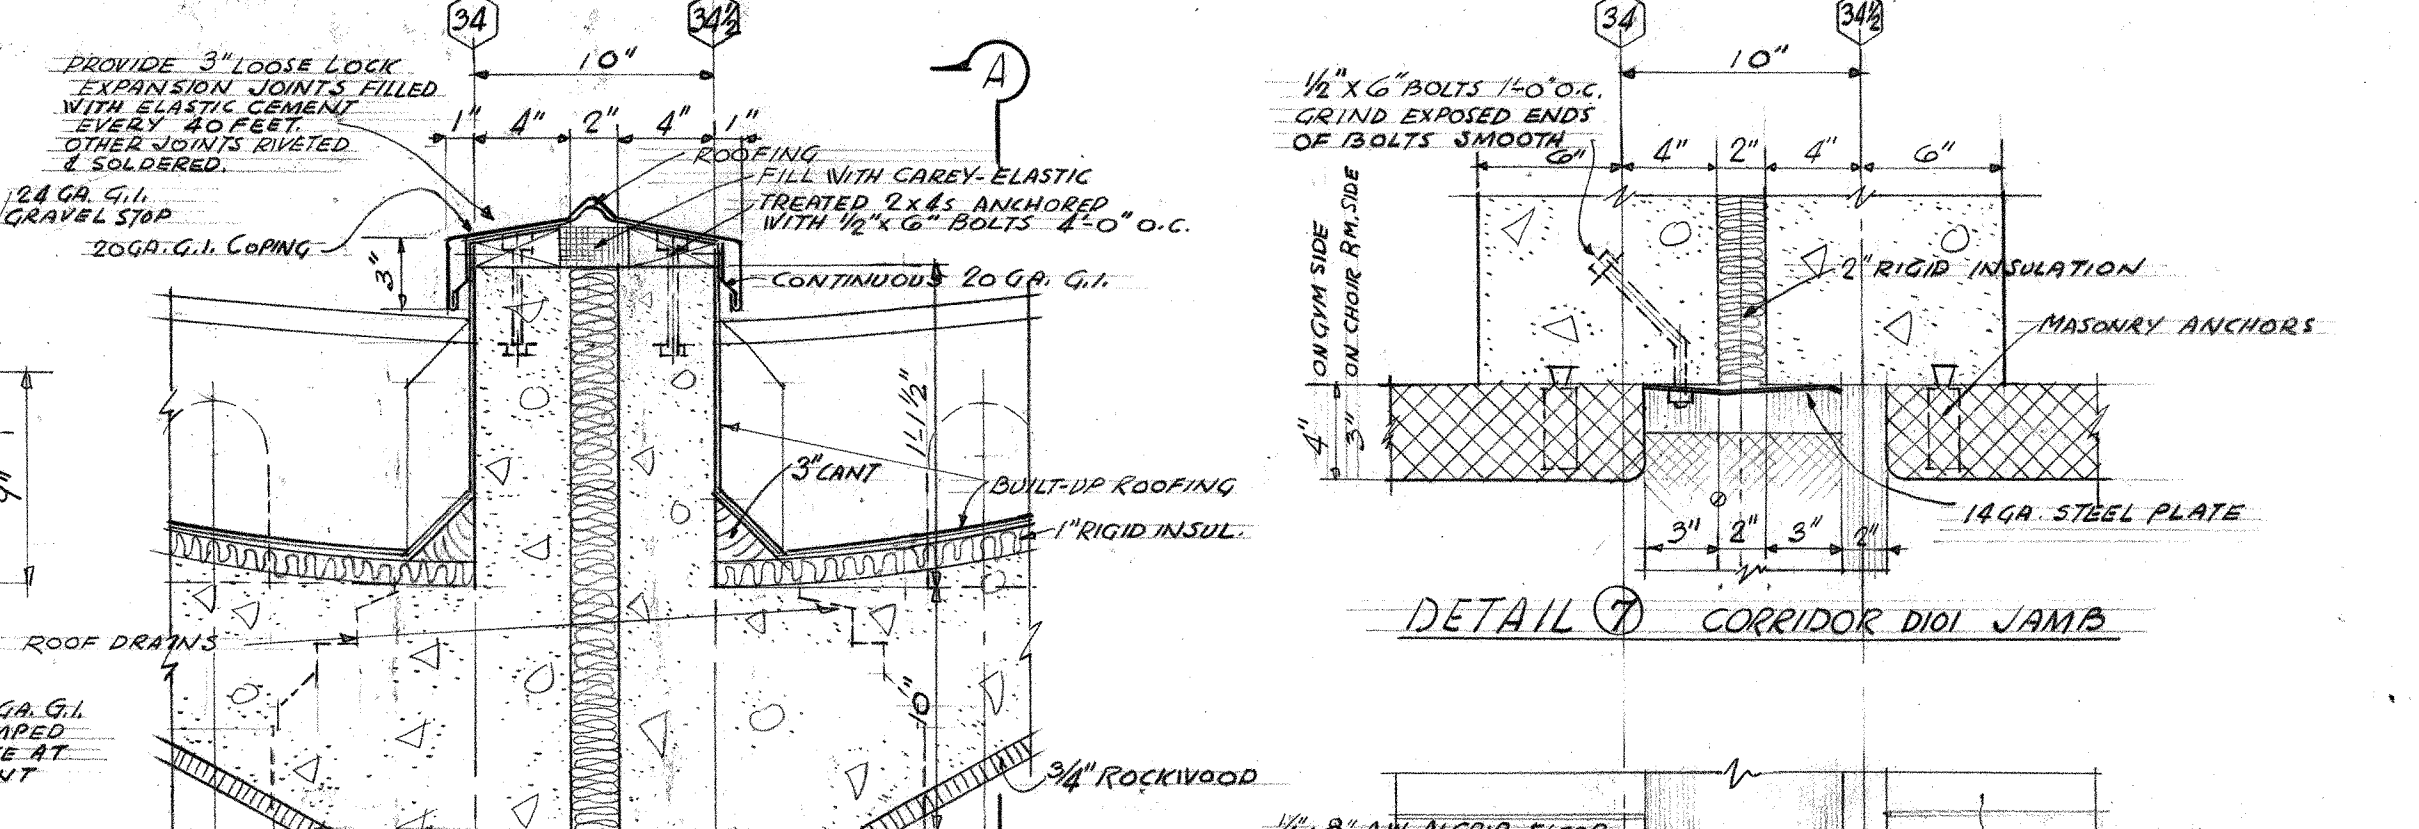 34
34½
10"
PROVIDE 3" LOOSE LOCK
EXPANSION JOINTS FILLED
WITH ELASTIC CEMENT
EVERY 40 FEET.
OTHER JOINTS RIVETED
& SOLDERED.
1" 4" 2" 4" 1"
A
ROOFING
FILL WITH CAREY-ELASTIC
TREATED 2x4s ANCHORED
WITH ½"x 6" BOLTS 4'-0" O.C.
24 GA. G.I.
GRAVEL STOP
20 GA. G.I. COPING
3"
CONTINUOUS 20 GA. G.I.
1'-1½"
3" CANT
BUILT-UP ROOFING
1" RIGID INSUL.
9"
ROOF DRAINS
10"
GA. G.I.
MPED
E AT
NT
3/4" ROCKWOOD
34
34½
10"
½" X 6" BOLTS 1'-0" O.C.
GRIND EXPOSED ENDS
OF BOLTS SMOOTH
6" 4" 2" 4" 6"
ON GYM SIDE
ON CHOIR RM. SIDE
2" RIGID INSULATION
MASONRY ANCHORS
4"
3"
14 GA. STEEL PLATE
3" 2" 3" 2"
DETAIL 7 CORRIDOR D101 JAMB